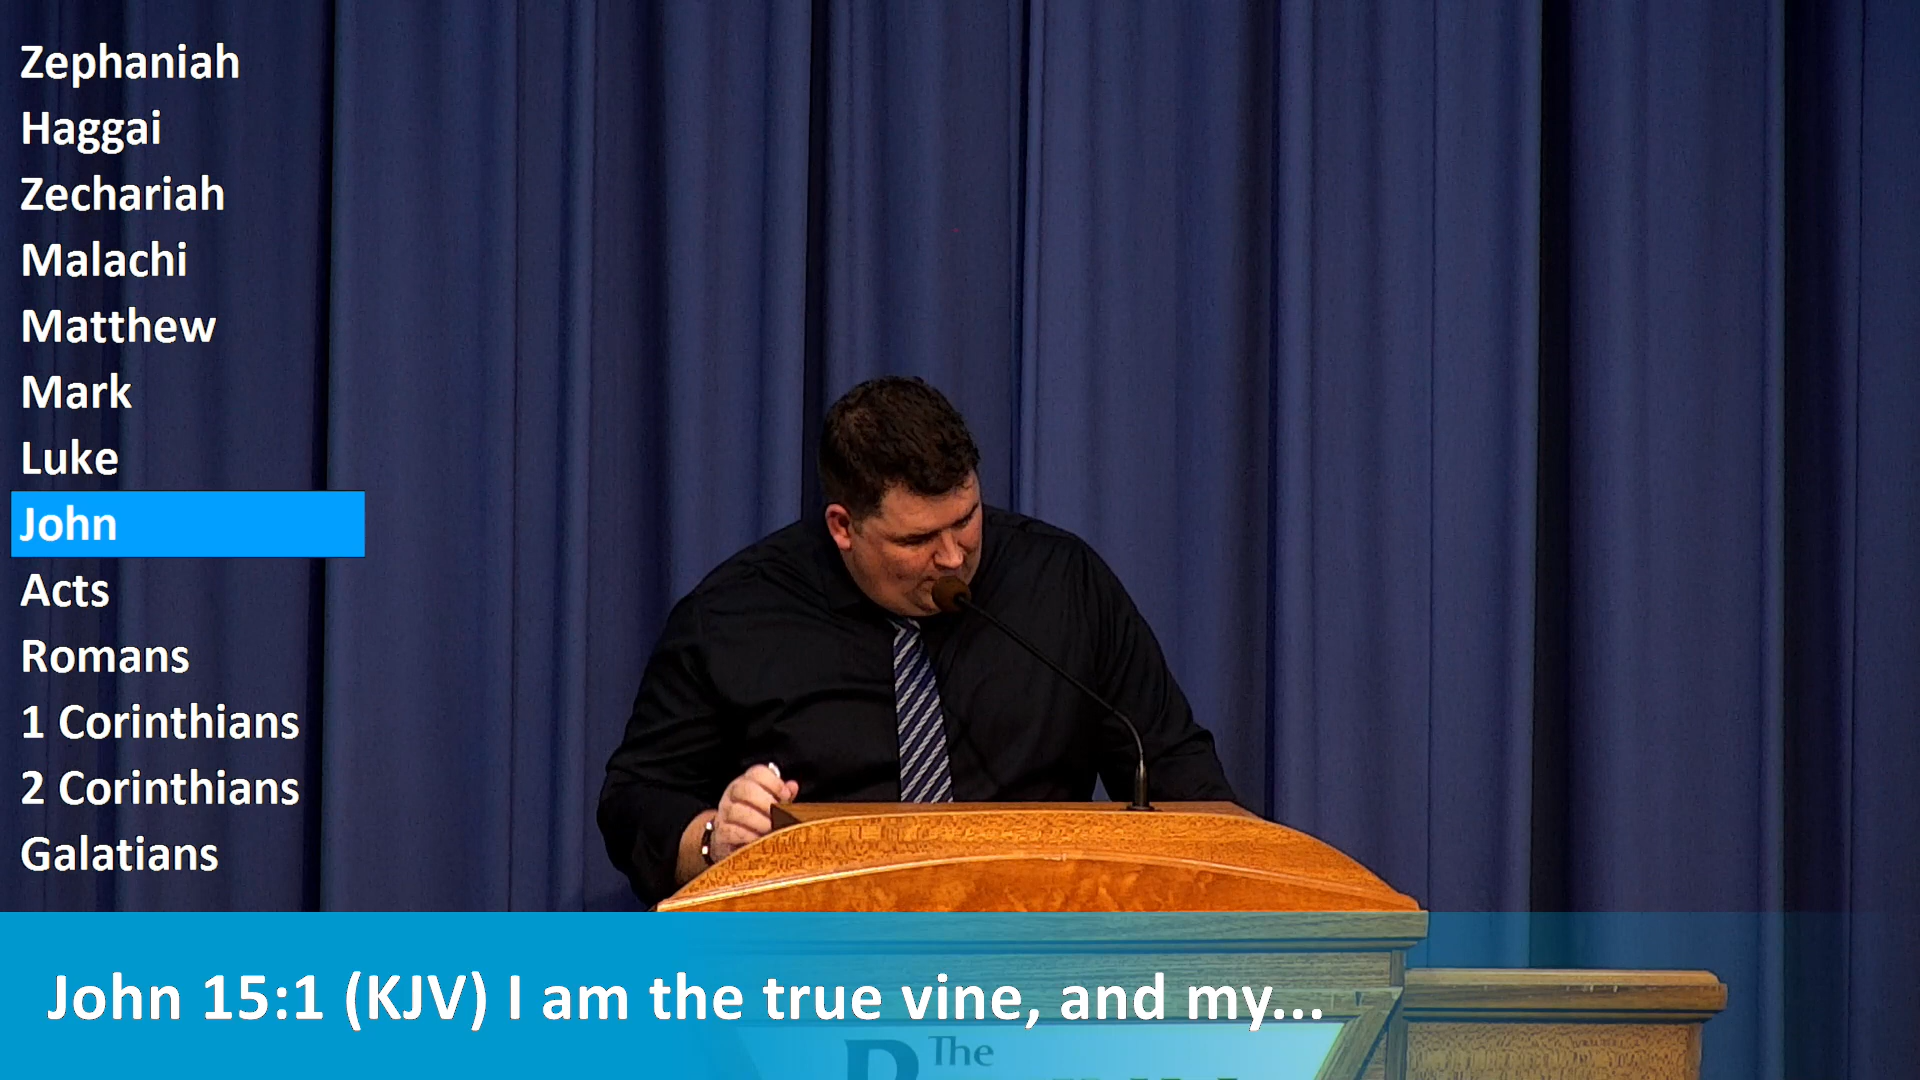 Zephaniah
Haggai
Zechariah
Malachi
Matthew
Mark
Luke
John
Acts
Romans
1 Corinthians
2 Corinthians
Galatians
John 15:1 (KJV) I am the true vine, and my...
The